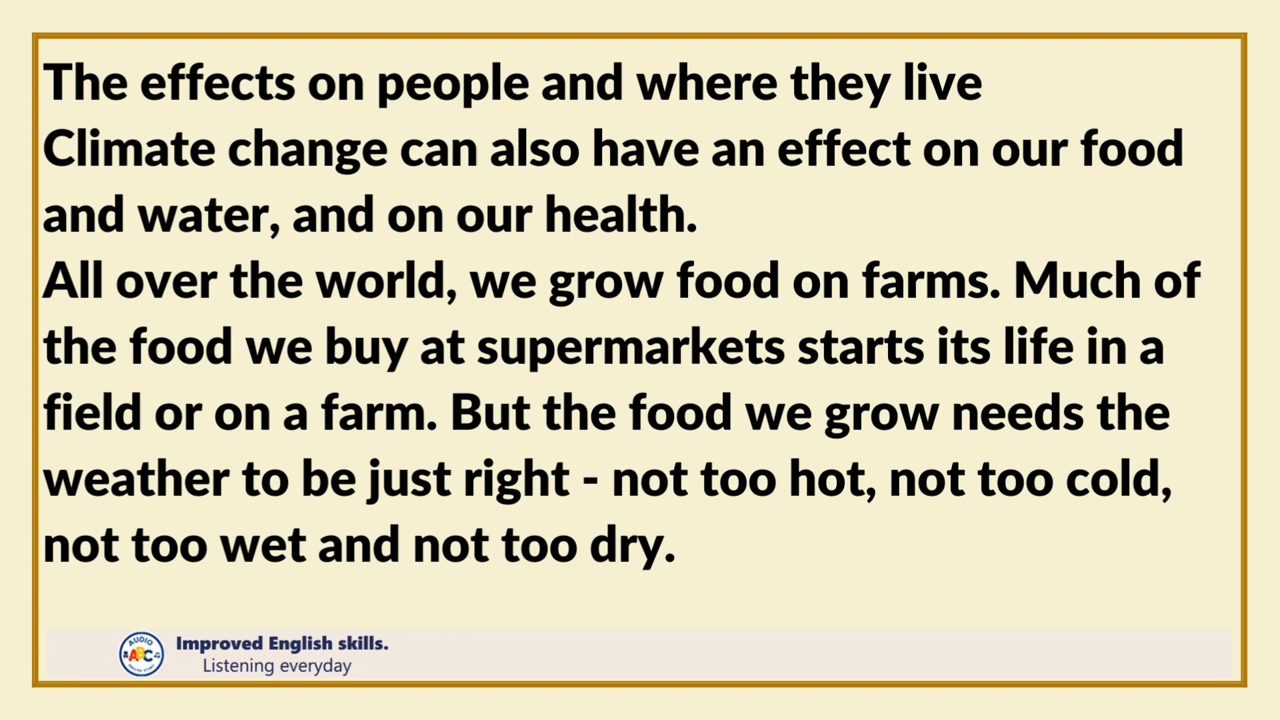 The effects on people and where they live
Climate change can also have an effect on our food
and water, and on our health.
All over the world, we grow food on farms. Much of
the food we buy at supermarkets starts its life in a
field or on a farm. But the food we grow needs the
weather to be just right - not too hot, not too cold,
not too wet and not too dry.
AUDIO
ABC
Improved English skills.
Listening everyday